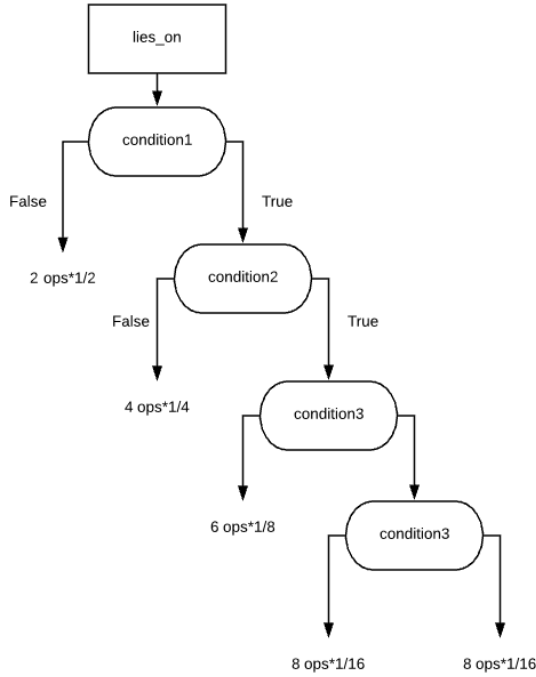 lies_on
condition1
False
True
2 ops*1/2
condition2
False
True
4 ops*1/4
condition3
6 ops*1/8
condition3
8 ops*1/16
8 ops*1/16